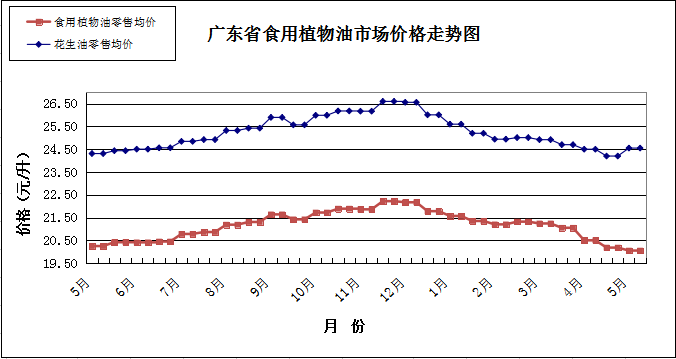 食用植物油零售均价
花生油零售均价
广东省食用植物油市场价格走势图
价格（元/升）
26.50
25.50
24.50
23.50
22.50
21.50
20.50
19.50
5月 6月 7月 8月 9月 10月 11月 12月 1月 2月 3月 4月 5月
月 份